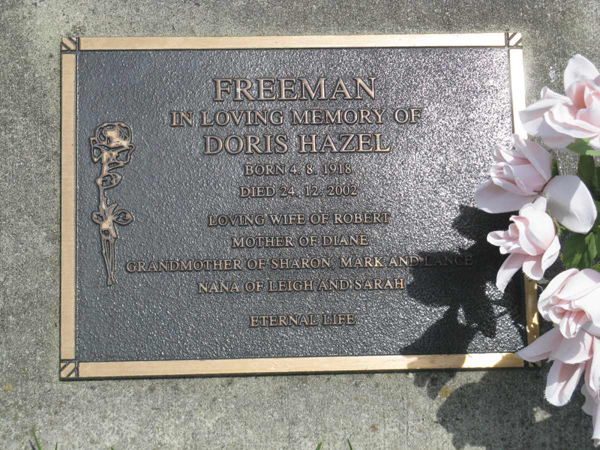 FREEMAN
IN LOVING MEMORY OF
DORIS HAZEL
BORN 4. 8. 1918
DIED 24. 12. 2002
LOVING WIFE OF ROBERT
MOTHER OF DIANE
GRANDMOTHER OF SHARON, MARK AND LANCE
NANA OF LEIGH AND SARAH
ETERNAL LIFE